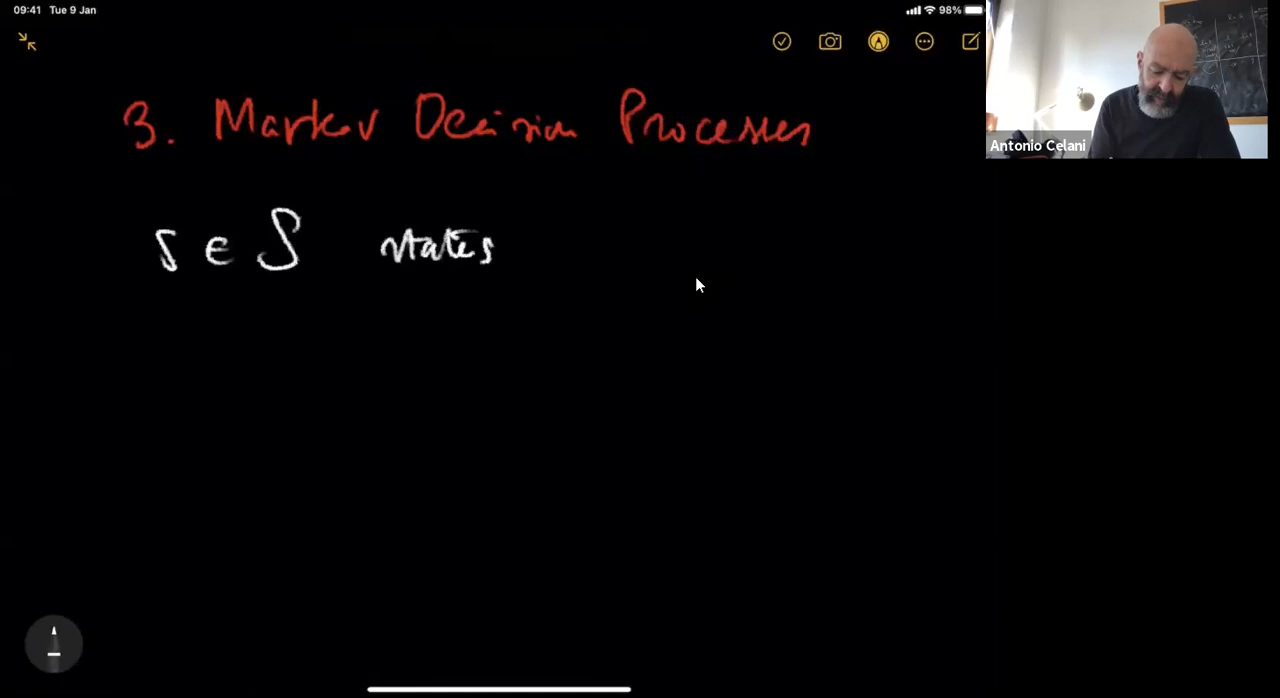 09:41 Tue 9 Jan
98%
3. Markov Decision Processes
s ∈ S states
Antonio Celani